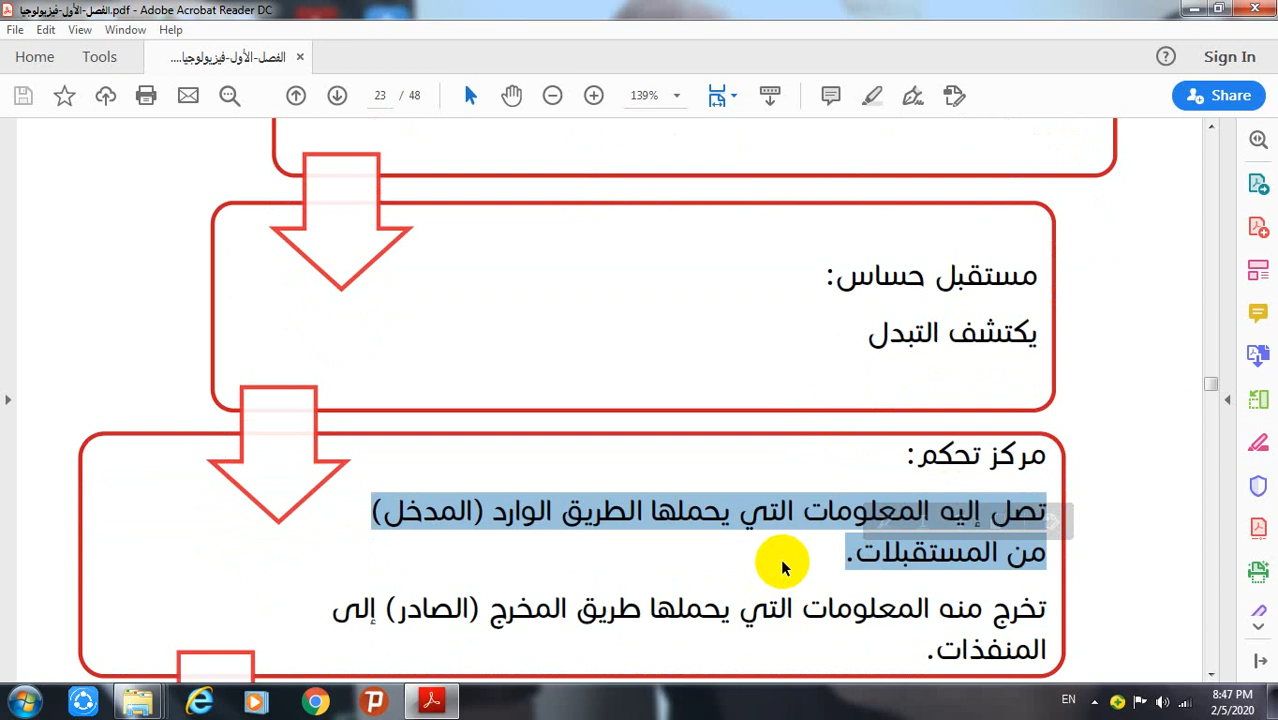 الفصل-الأول-فيزيولوجيا.pdf - Adobe Acrobat Reader DC
File Edit View Window Help
Home Tools الفصل-الأول-فيزيولوجيا.... × Sign In
23 / 48 139% Share
مستقبل حساس:
يكتشف التبدل
مركز تحكم:
تصل إليه المعلومات التي يحملها الطريق الوارد (المدخل)
من المستقبلات.
تخرج منه المعلومات التي يحملها طريق المخرج (الصادر) إلى
المنفذات.
EN 8:47 PM
2/5/2020